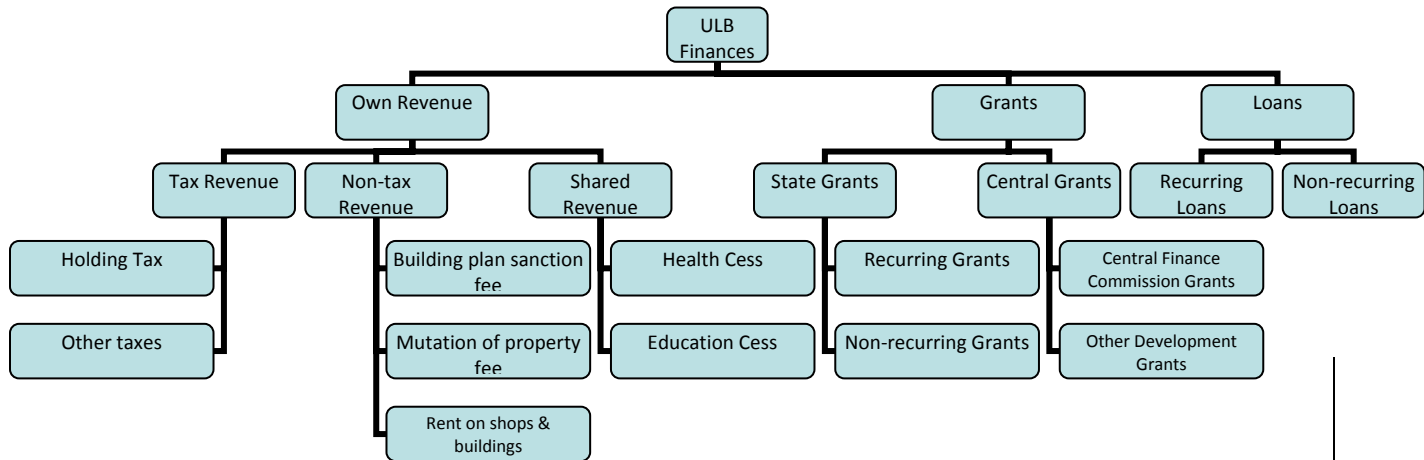 ULB
Finances
Own Revenue
Grants
Loans
Tax Revenue
Non-tax
Revenue
Shared
Revenue
State Grants
Central Grants
Recurring
Loans
Non-recurring
Loans
Holding Tax
Building plan sanction
fee
Health Cess
Recurring Grants
Central Finance
Commission Grants
Other taxes
Mutation of property
fee
Education Cess
Non-recurring Grants
Other Development
Grants
Rent on shops &
buildings